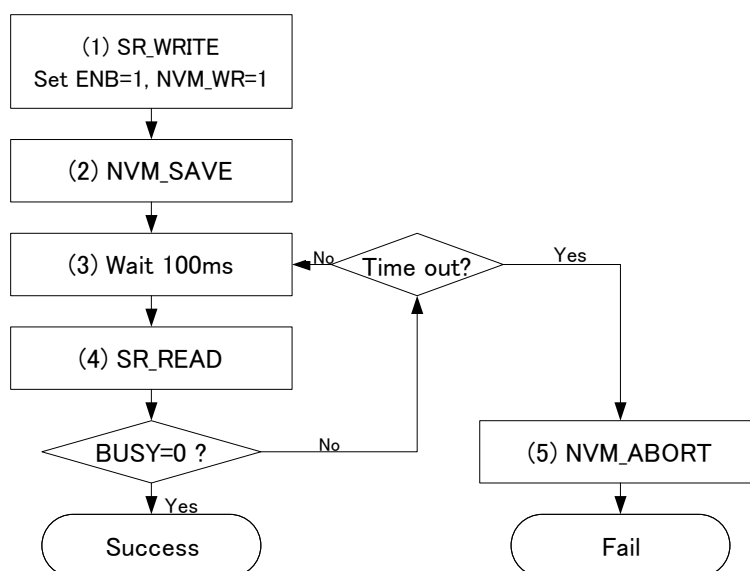 (1) SR_WRITE
Set ENB=1, NVM_WR=1
(2) NVM_SAVE
(3) Wait 100ms
No
Time out?
Yes
(4) SR_READ
BUSY=0 ?
No
(5) NVM_ABORT
Yes
Success
Fail